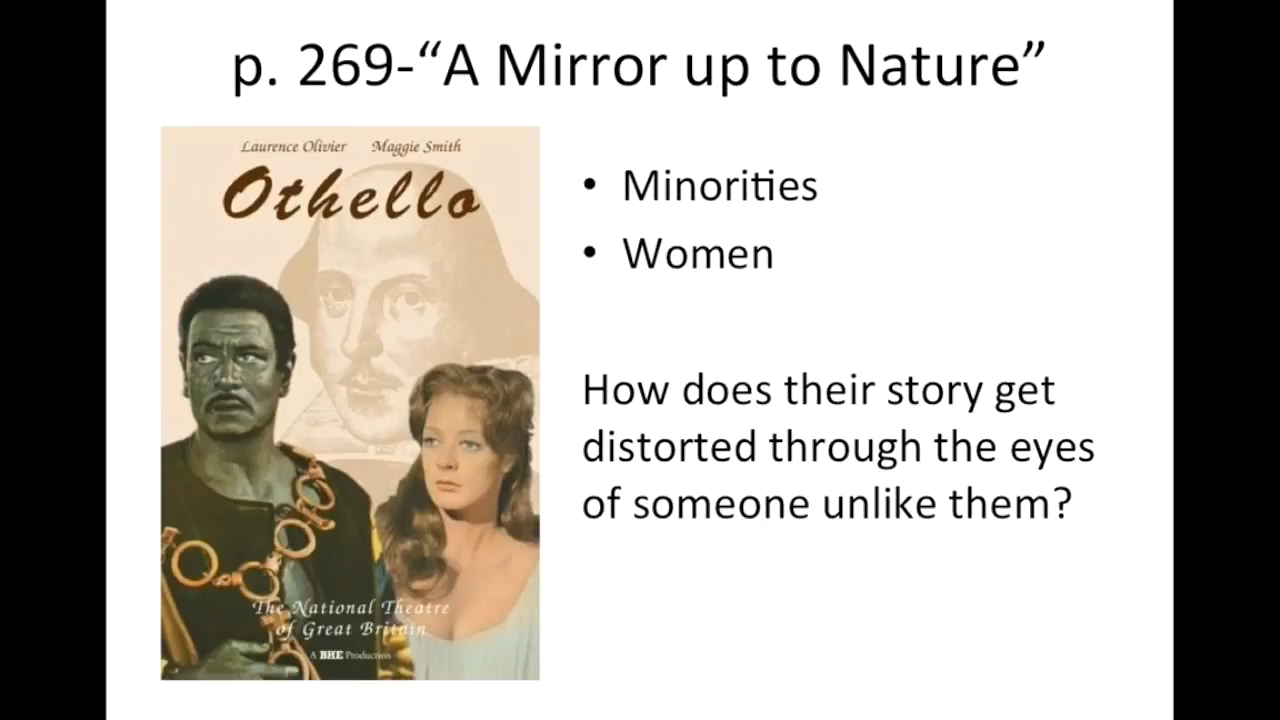 p. 269-“A Mirror up to Nature”
Laurence Olivier Maggie Smith
Othello
The National Theatre
of Great Britain
A BHE Production
• Minorities
• Women
How does their story get
distorted through the eyes
of someone unlike them?